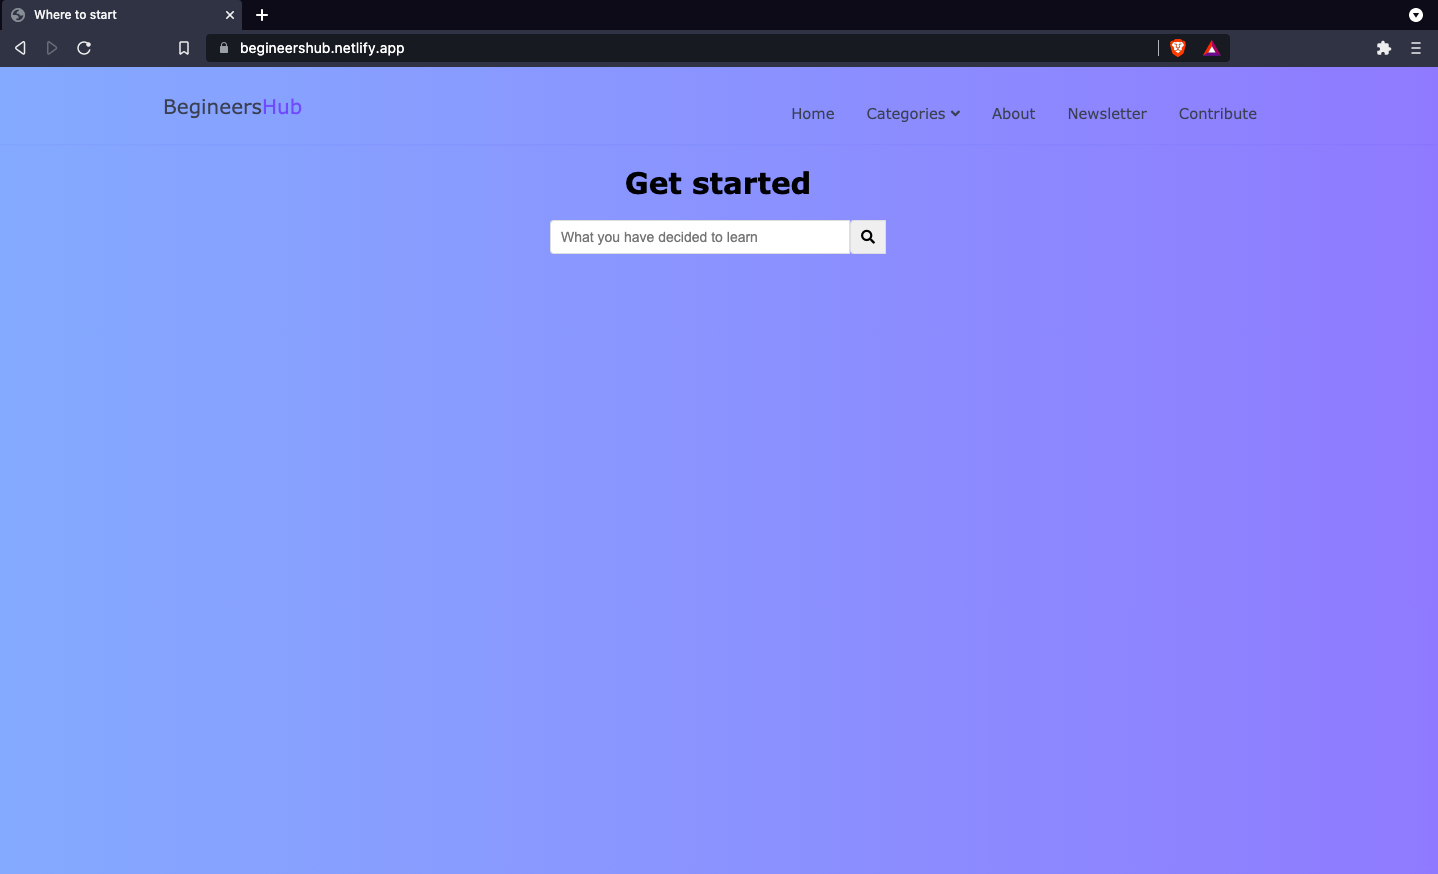 Where to start
begineershub.netlify.app
BegineersHub
Home Categories About Newsletter Contribute
Get started
What you have decided to learn